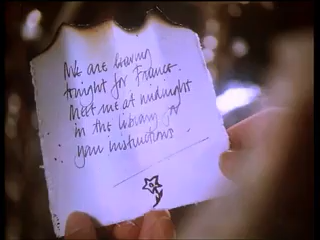 We are leaving
tonight for France.
Meet me at midnight
in the library for
your instructions